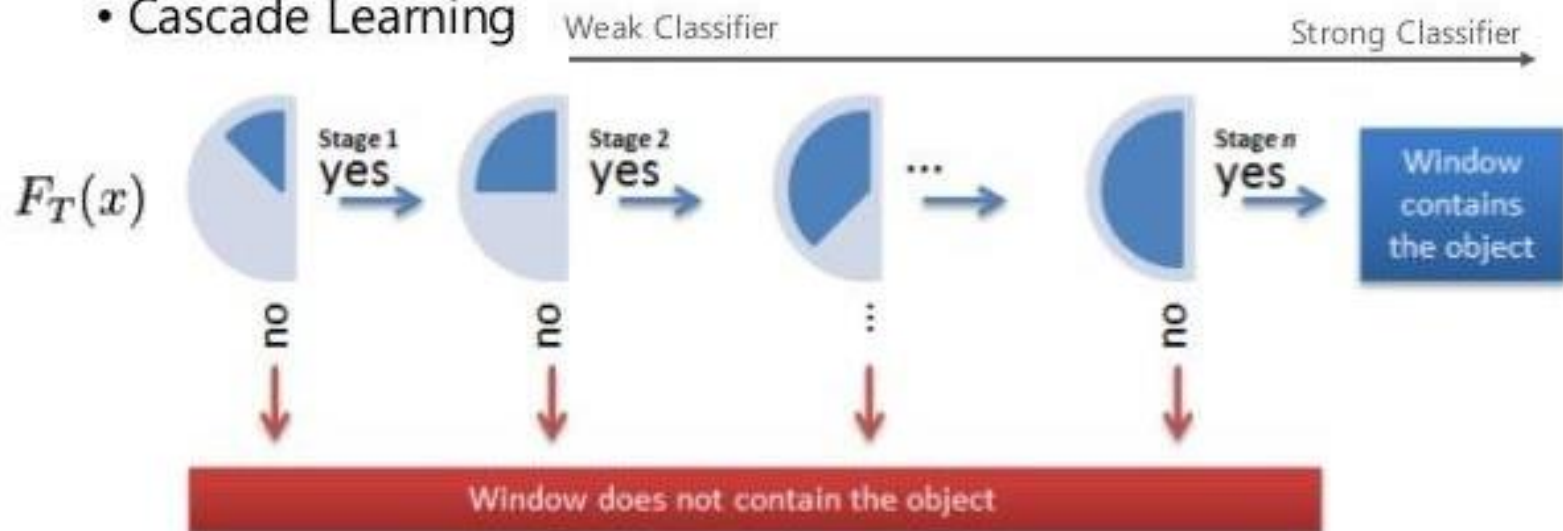 • Cascade Learning
Weak Classifier
Strong Classifier
F_T(x)
Stage 1
yes
Stage 2
yes
...
Stage n
yes
Window
contains
the object
no
no
...
no
Window does not contain the object